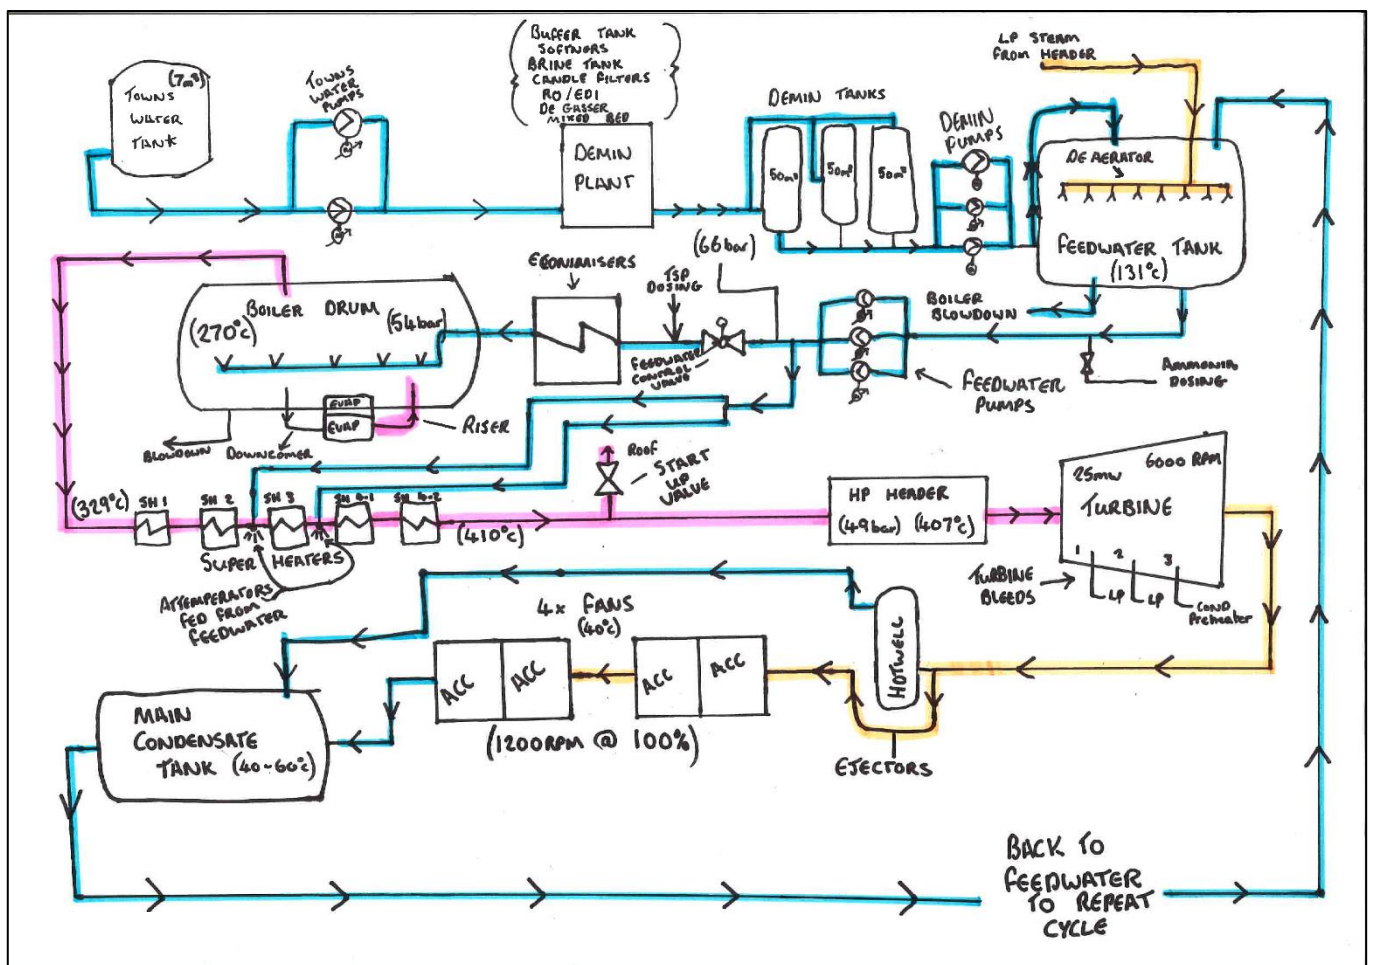 (7m³)
TOWNS
WATER
TANK
TOWNS
WATER
PUMPS
BUFFER TANK
SOFTNORS
BRINE TANK
CANDLE FILTERS
RO/EDI
DE GASSER
MIXED BED
DEMIN
PLANT
DEMIN TANKS
50m³
50m³
50m³
DEMIN
PUMPS
LP STEAM
FROM HEADER
DEAERATOR
FEEDWATER TANK
(131°c)
BOILER
BLOWDOWN
AMMONIA
DOSING
FEEDWATER
PUMPS
(66bar)
TSP
DOSING
FEEDWATER
CONTROL
VALVE
ECONIMISERS
BOILER DRUM
(270°c)
(54bar)
EVAP
EVAP
RISER
DOWNCOMER
BLOWDOWN
(329°c)
SH 1
SH 2
SH 3
SH 4-1
SH 4-2
(410°c)
SUPER HEATERS
ATTEMPERATORS
FED FROM
FEEDWATER
ROOF
START
UP
VALVE
HP HEADER
(49bar) (407°c)
6000 RPM
25mw
TURBINE
1 2 3
TURBINE
BLEEDS
LP
LP
COND
Preheater
HOTWELL
EJECTORS
4x FANS
(40°c)
ACC
ACC
ACC
ACC
(1200RPM @ 100%)
MAIN
CONDENSATE
TANK (40-60°c)
BACK TO
FEEDWATER
TO REPEAT
CYCLE